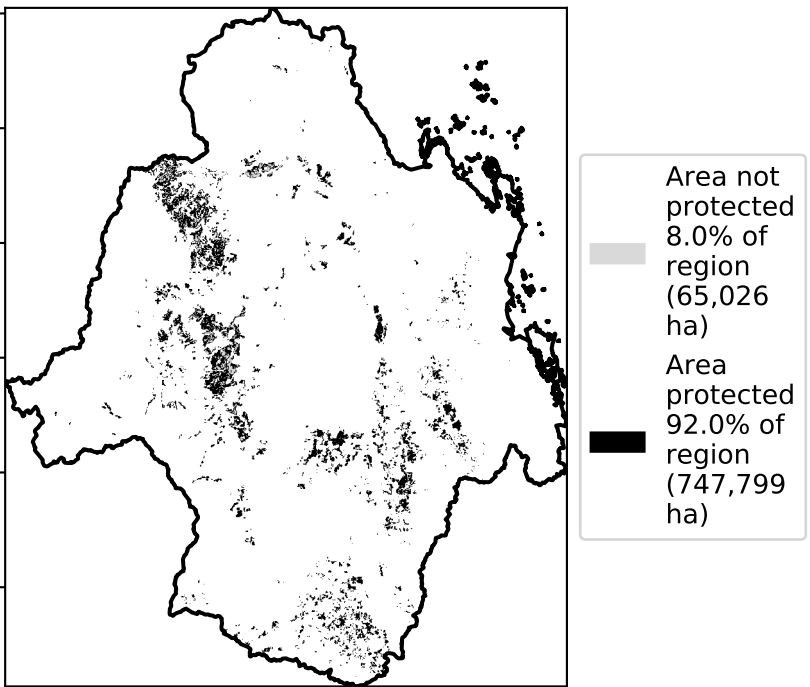 Area not
protected
8.0% of
region
(65,026
ha)
Area
protected
92.0% of
region
(747,799
ha)